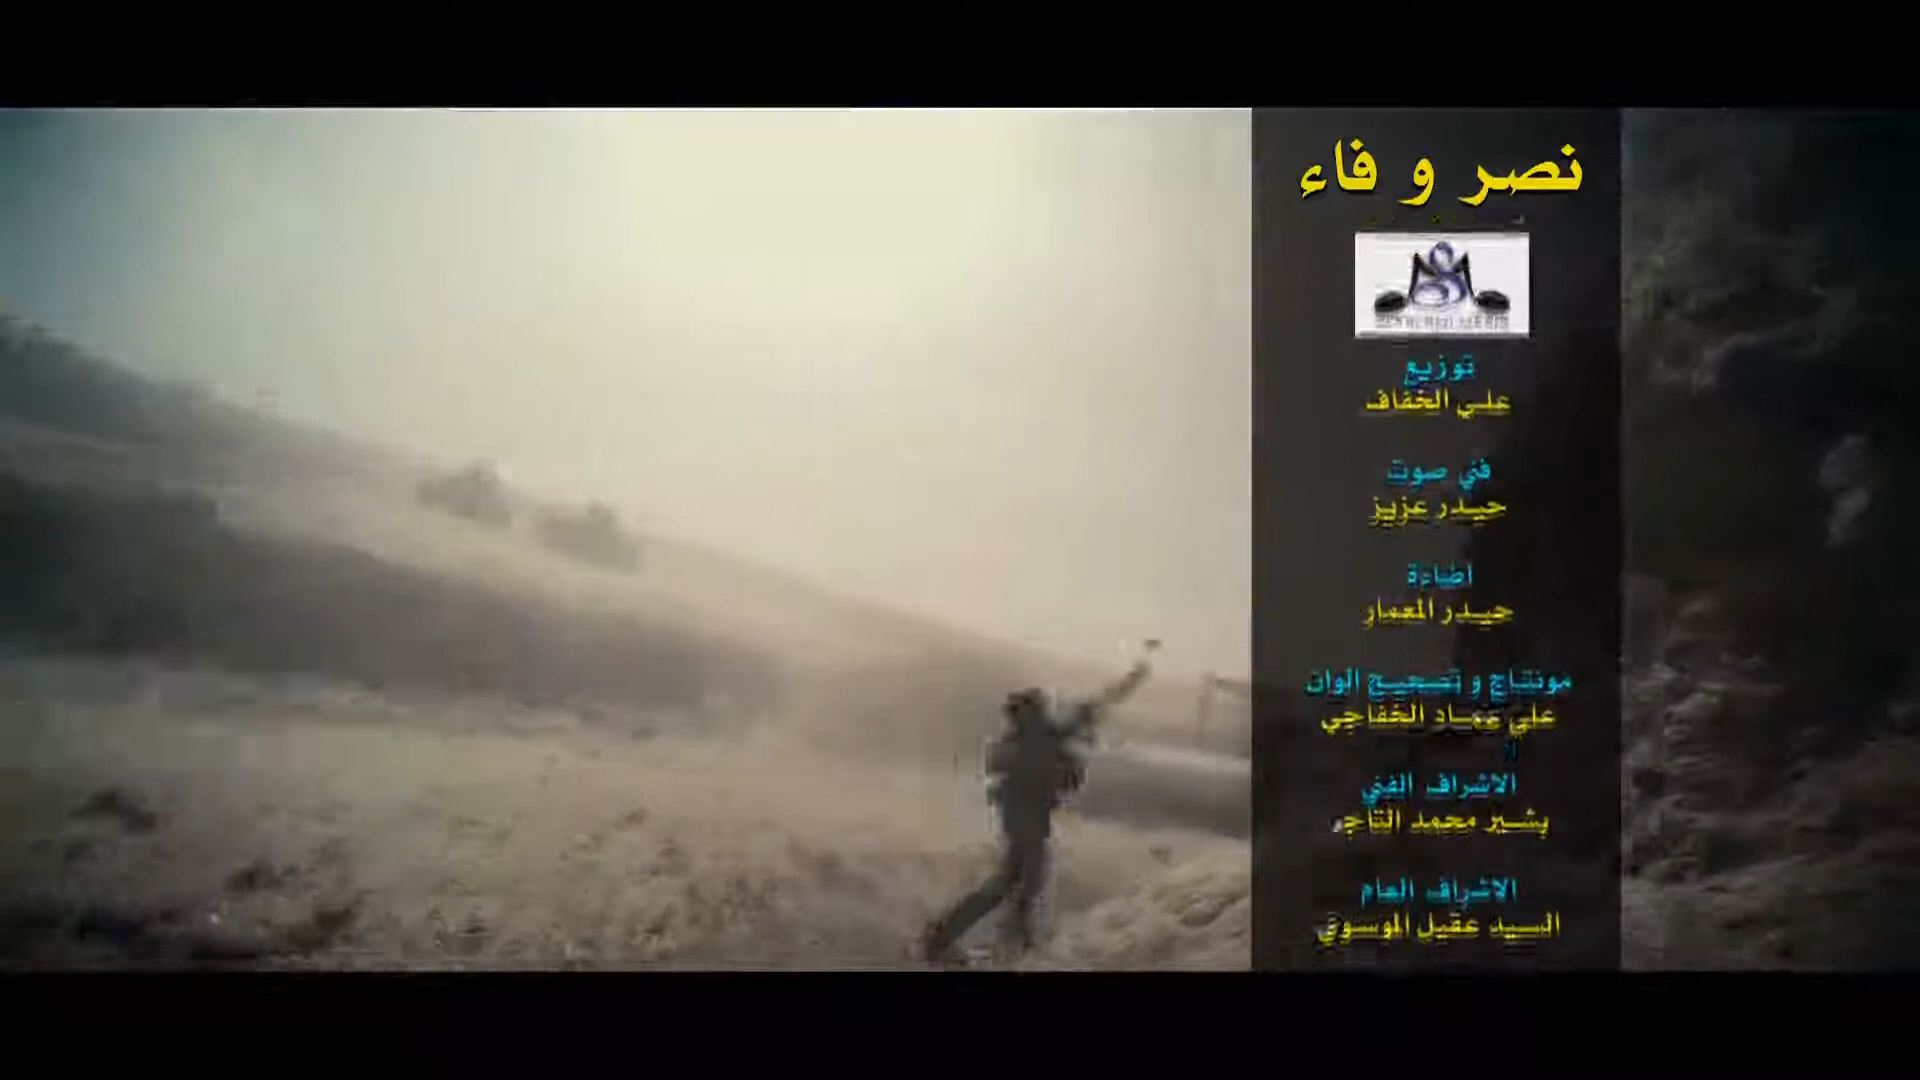 نصر و فاء
توزيع
علي الخفاف
فني صوت
حيدر عزيز
اضاءة
حيدر المعمار
مونتاج و تصحيح الوان
علي عماد الخفاجي
الاشراف الفني
بشير محمد التاجر
الاشراف العام
السيد عقيل الموسوي